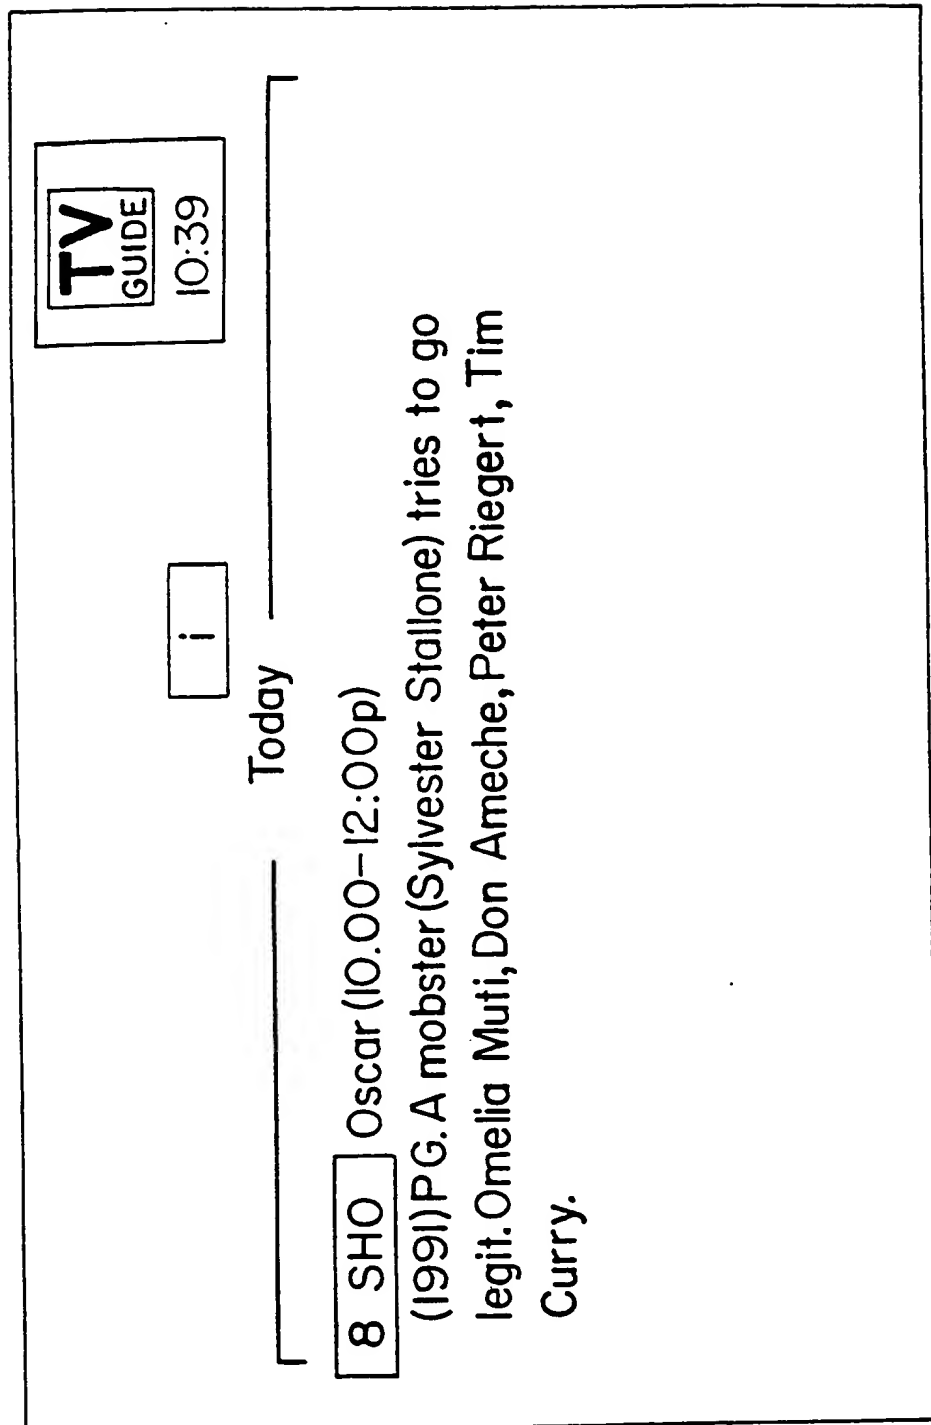 TV
GUIDE
10:39
i
Today
8 SHO Oscar (10.00-12:00p)
(1991) PG. A mobster (Sylvester Stallone) tries to go
legit. Omelia Muti, Don Ameche, Peter Riegert, Tim
Curry.